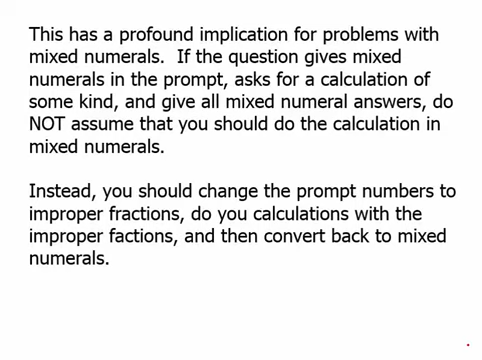 This has a profound implication for problems with
mixed numerals.  If the question gives mixed
numerals in the prompt, asks for a calculation of
some kind, and give all mixed numeral answers, do
NOT assume that you should do the calculation in
mixed numerals.
Instead, you should change the prompt numbers to
improper fractions, do you calculations with the
improper factions, and then convert back to mixed
numerals.